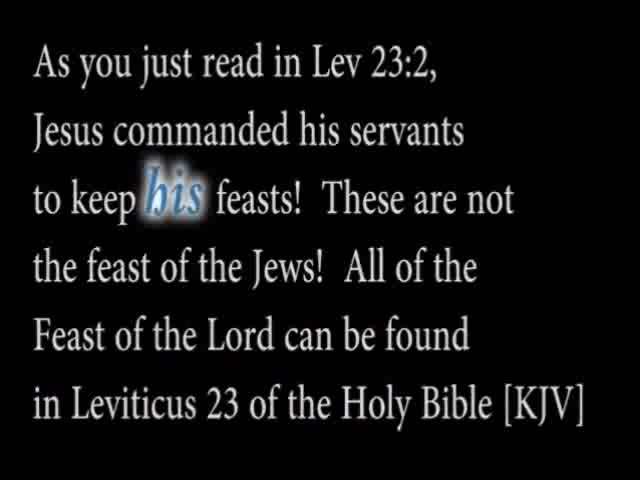 As you just read in Lev 23:2,
Jesus commanded his servants
to keep his feasts! These are not
the feast of the Jews! All of the
Feast of the Lord can be found
in Leviticus 23 of the Holy Bible [KJV]